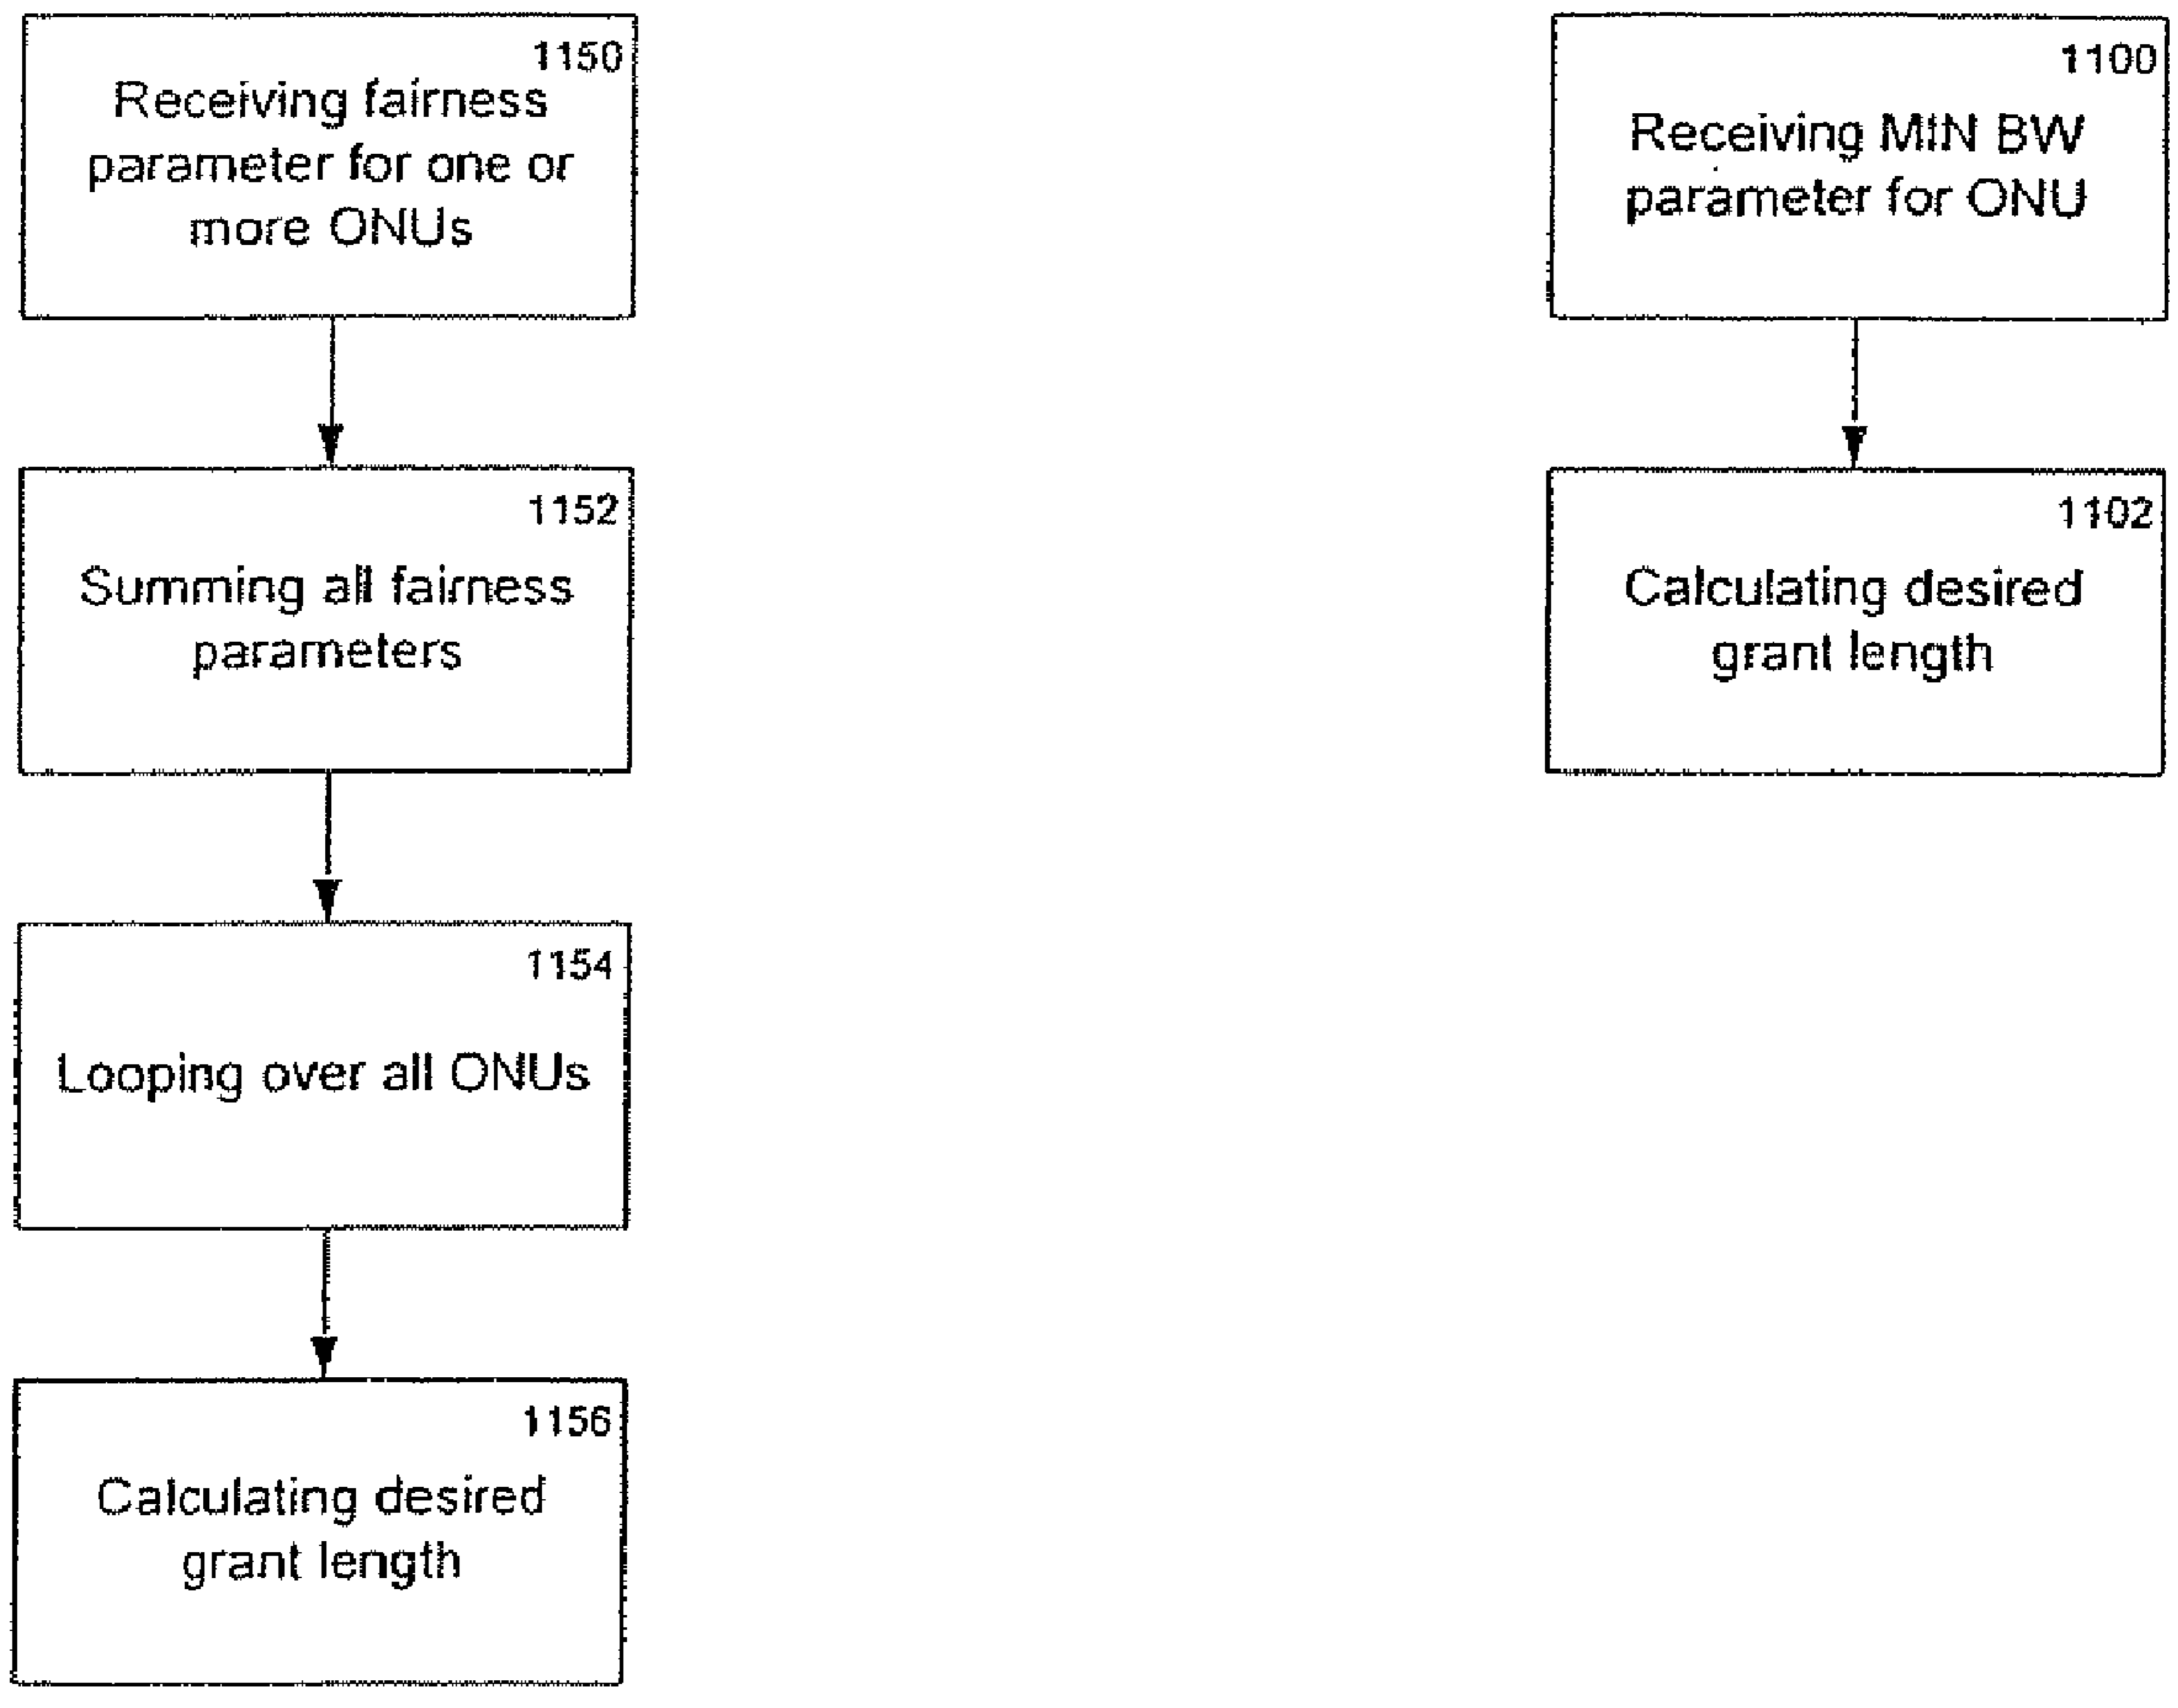 1150
Receiving fairness
parameter for one or
more ONUs
1152
Summing all fairness
parameters
1154
Looping over all ONUs
1156
Calculating desired
grant length
1100
Receiving MIN BW
parameter for ONU
1102
Calculating desired
grant length